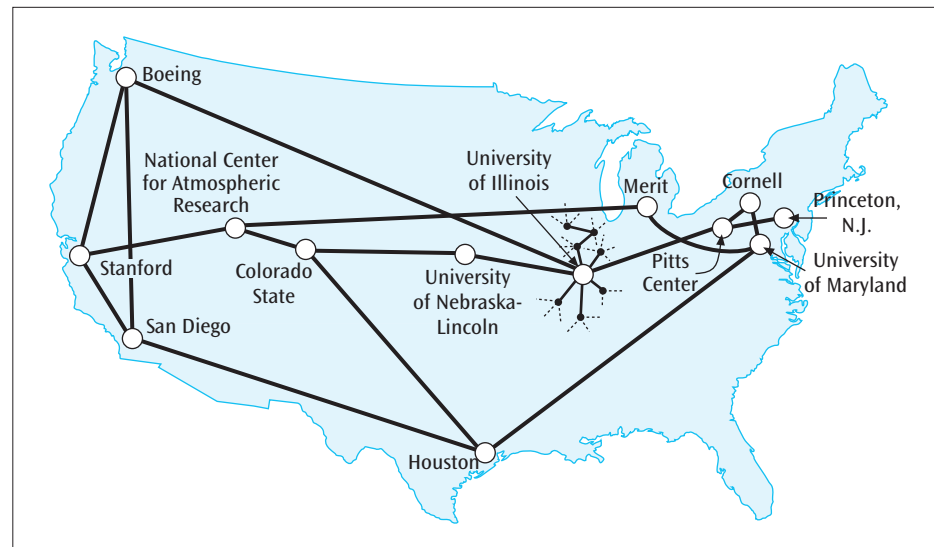 Boeing
National Center
for Atmospheric
Research
University
of Illinois
Merit
Cornell
Princeton,
N.J.
Stanford
Colorado
State
University
of Nebraska-
Lincoln
Pitts
Center
University
of Maryland
San Diego
Houston